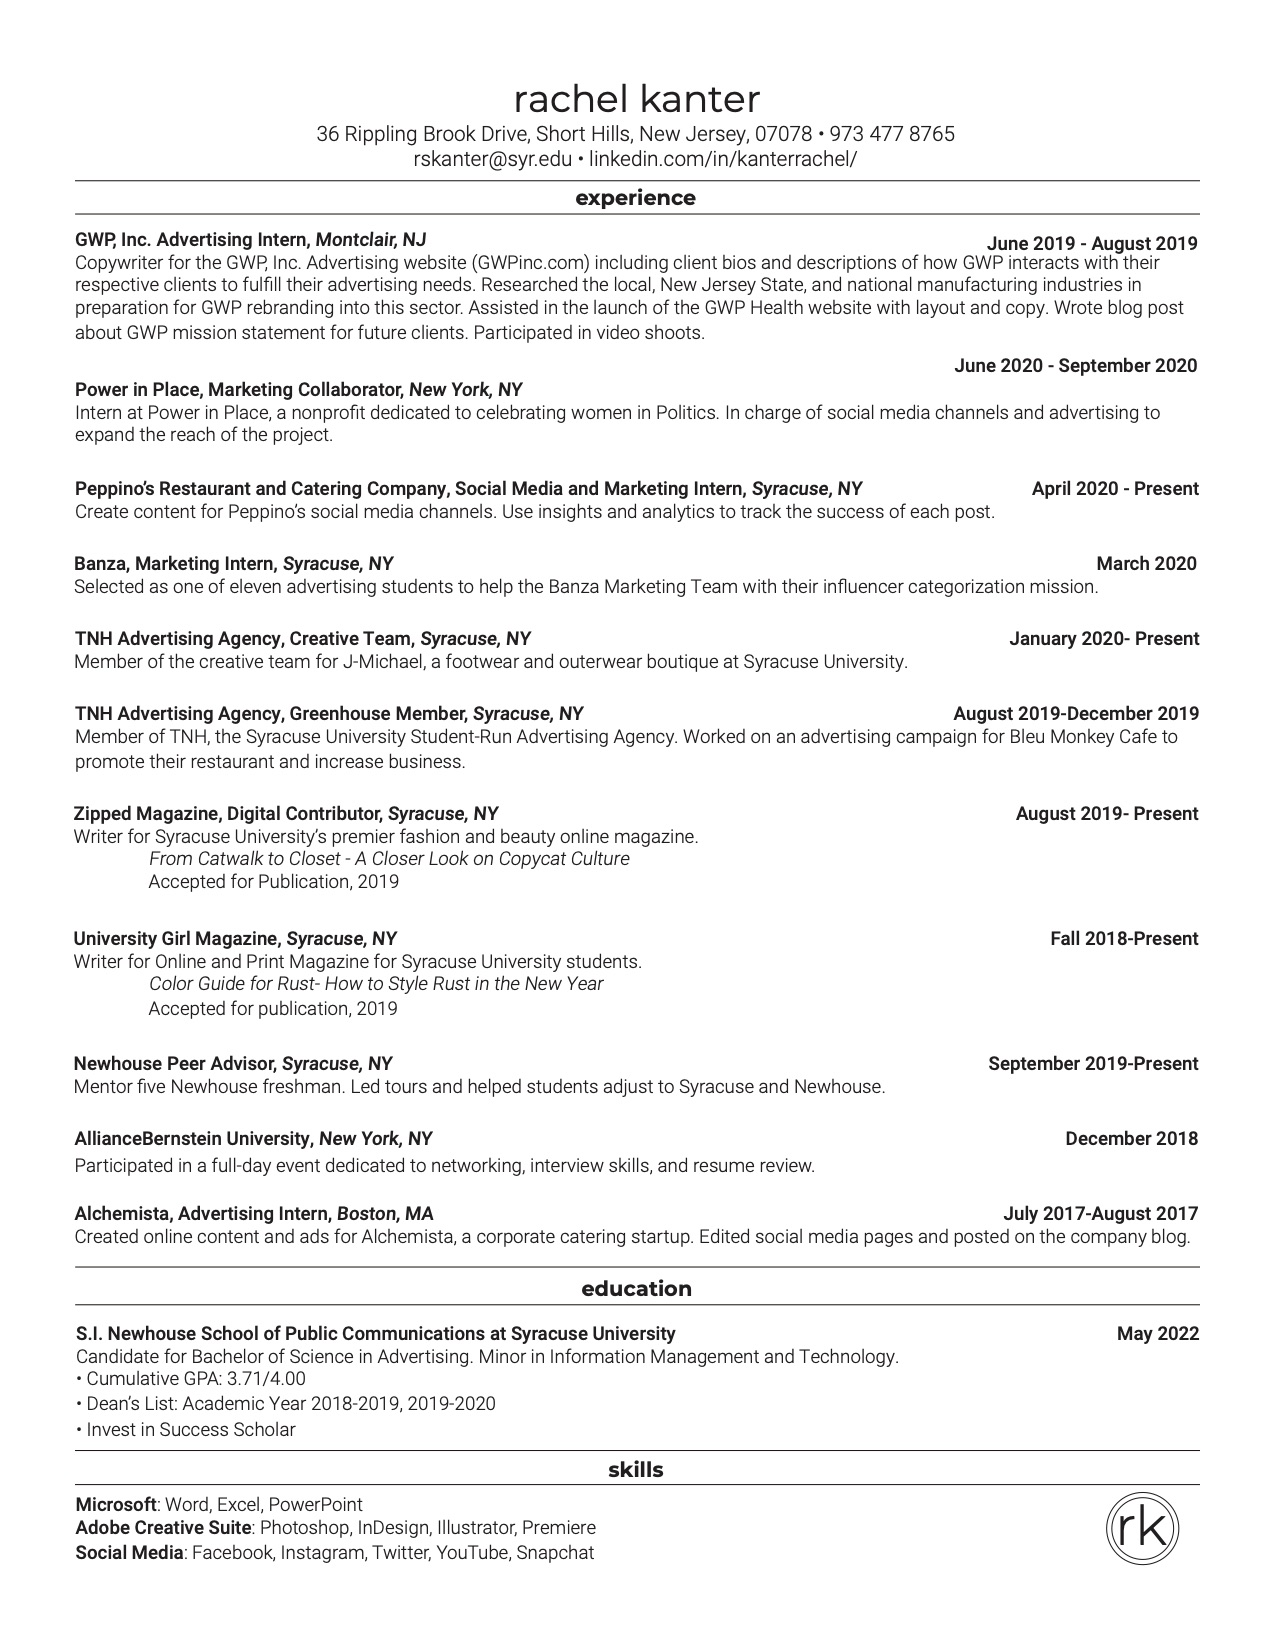 rachel kanter
36 Rippling Brook Drive, Short Hills, New Jersey, 07078 • 973 477 8765
rskanter@syr.edu • linkedin.com/in/kanterrachel/
experience
GWP, Inc. Advertising Intern, Montclair, NJ June 2019 - August 2019
Copywriter for the GWP, Inc. Advertising website (GWPinc.com) including client bios and descriptions of how GWP interacts with their
respective clients to fulfill their advertising needs. Researched the local, New Jersey State, and national manufacturing industries in
preparation for GWP rebranding into this sector. Assisted in the launch of the GWP Health website with layout and copy. Wrote blog post
about GWP mission statement for future clients. Participated in video shoots.
June 2020 - September 2020
Power in Place, Marketing Collaborator, New York, NY
Intern at Power in Place, a nonprofit dedicated to celebrating women in Politics. In charge of social media channels and advertising to
expand the reach of the project.
Peppino’s Restaurant and Catering Company, Social Media and Marketing Intern, Syracuse, NY April 2020 - Present
Create content for Peppino’s social media channels. Use insights and analytics to track the success of each post.
Banza, Marketing Intern, Syracuse, NY March 2020
Selected as one of eleven advertising students to help the Banza Marketing Team with their influencer categorization mission.
TNH Advertising Agency, Creative Team, Syracuse, NY January 2020- Present
Member of the creative team for J-Michael, a footwear and outerwear boutique at Syracuse University.
TNH Advertising Agency, Greenhouse Member, Syracuse, NY August 2019-December 2019
Member of TNH, the Syracuse University Student-Run Advertising Agency. Worked on an advertising campaign for Bleu Monkey Cafe to
promote their restaurant and increase business.
Zipped Magazine, Digital Contributor, Syracuse, NY August 2019- Present
Writer for Syracuse University’s premier fashion and beauty online magazine.
From Catwalk to Closet - A Closer Look on Copycat Culture
Accepted for Publication, 2019
University Girl Magazine, Syracuse, NY Fall 2018-Present
Writer for Online and Print Magazine for Syracuse University students.
Color Guide for Rust- How to Style Rust in the New Year
Accepted for publication, 2019
Newhouse Peer Advisor, Syracuse, NY September 2019-Present
Mentor five Newhouse freshman. Led tours and helped students adjust to Syracuse and Newhouse.
AllianceBernstein University, New York, NY December 2018
Participated in a full-day event dedicated to networking, interview skills, and resume review.
Alchemista, Advertising Intern, Boston, MA July 2017-August 2017
Created online content and ads for Alchemista, a corporate catering startup. Edited social media pages and posted on the company blog.
education
S.I. Newhouse School of Public Communications at Syracuse University May 2022
Candidate for Bachelor of Science in Advertising. Minor in Information Management and Technology.
• Cumulative GPA: 3.71/4.00
• Dean’s List: Academic Year 2018-2019, 2019-2020
• Invest in Success Scholar
skills
Microsoft: Word, Excel, PowerPoint
Adobe Creative Suite: Photoshop, InDesign, Illustrator, Premiere
Social Media: Facebook, Instagram, Twitter, YouTube, Snapchat
rk